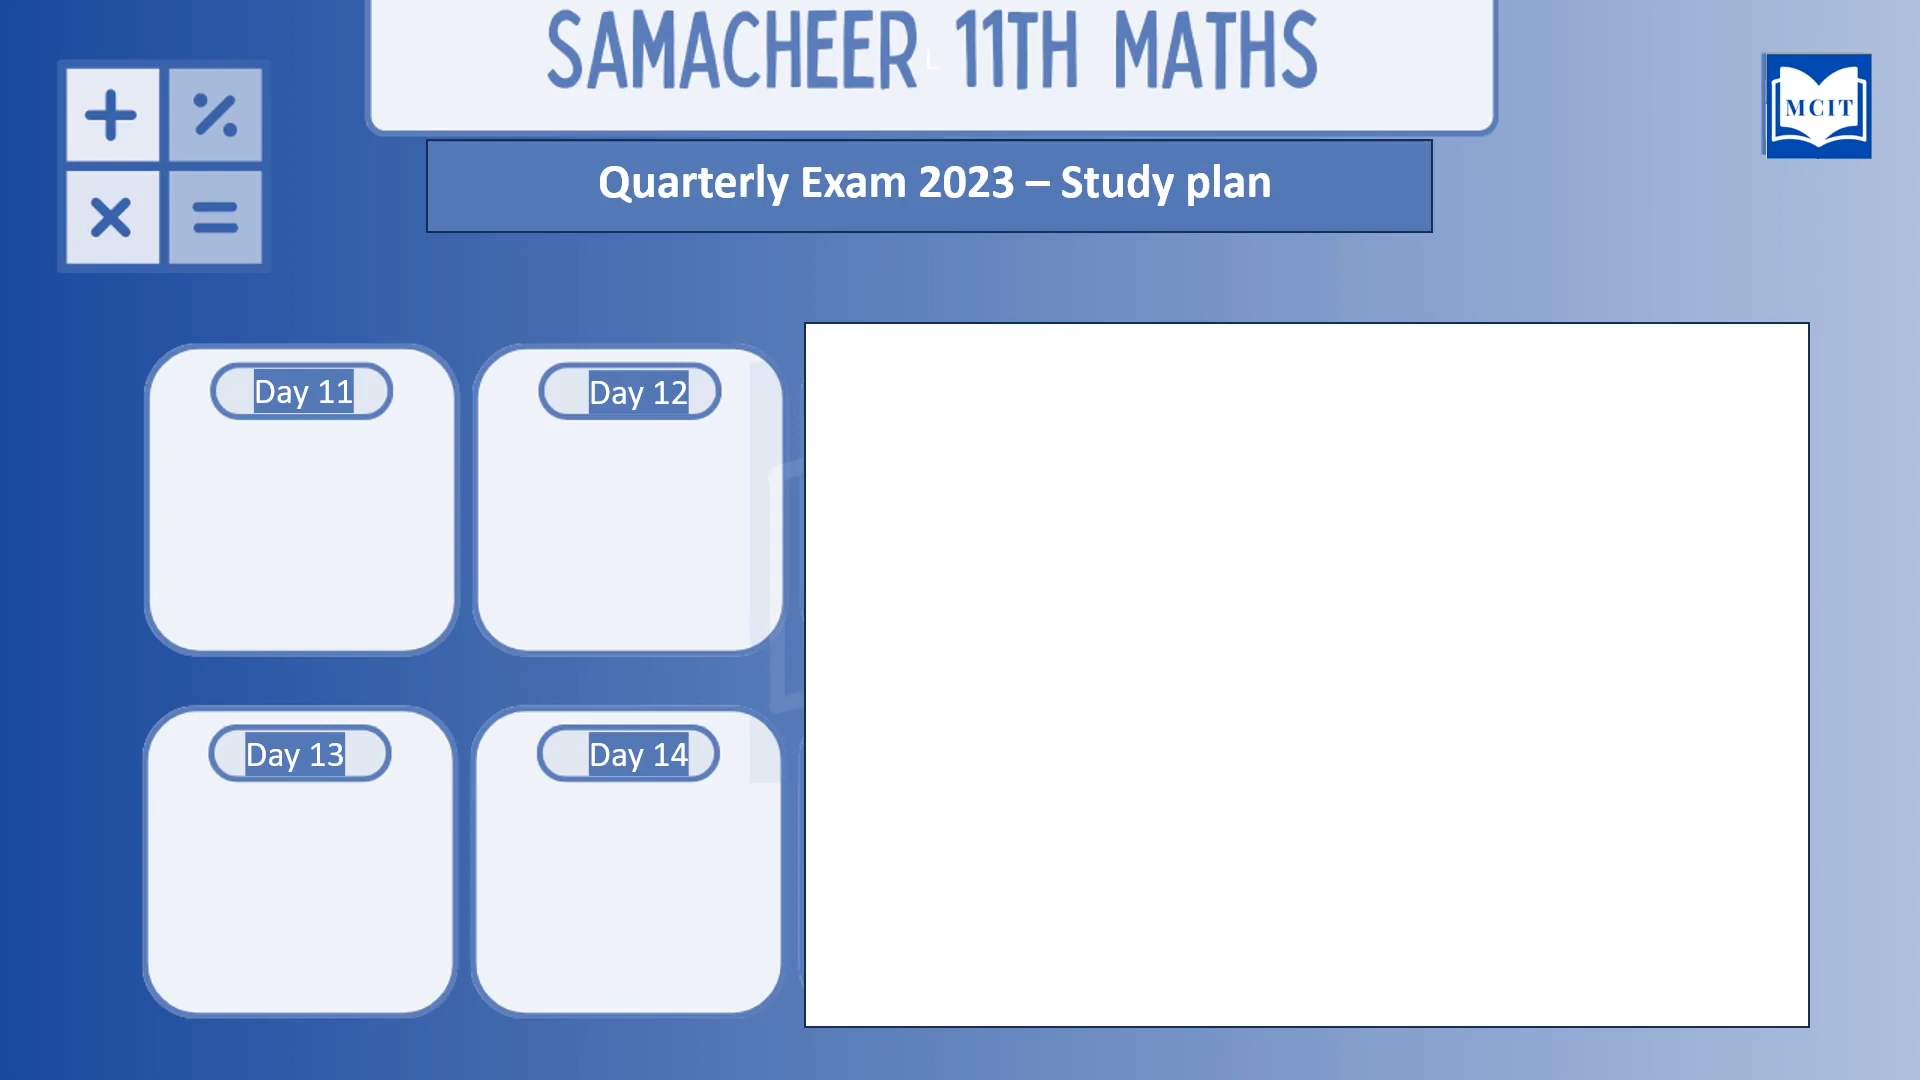 SAMACHEER 11TH MATHS
MCIT
Quarterly Exam 2023 – Study plan
Day 11
Day 12
Day 13
Day 14